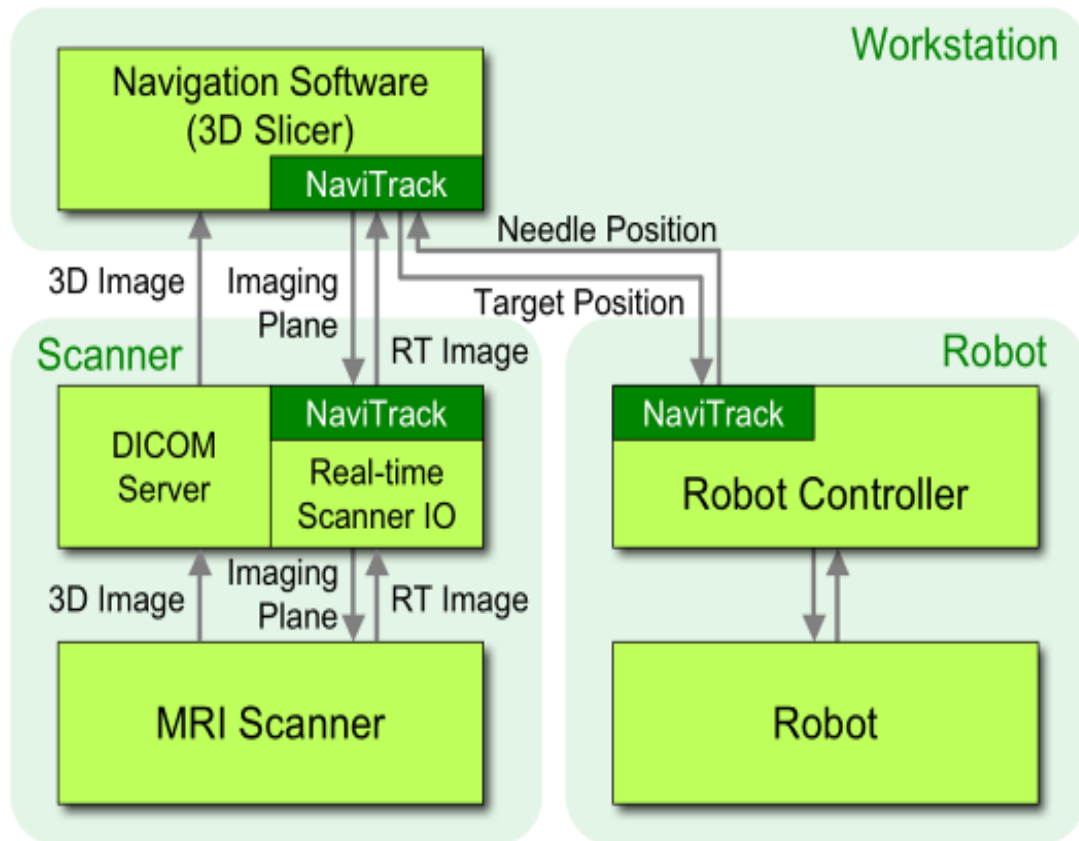 Workstation
Navigation Software
(3D Slicer)
NaviTrack
Needle Position
3D Image
Imaging
Plane
Target Position
RT Image
Scanner
Robot
NaviTrack
DICOM
Server
Real-time
Scanner IO
NaviTrack
Robot Controller
3D Image
Imaging
Plane
RT Image
MRI Scanner
Robot